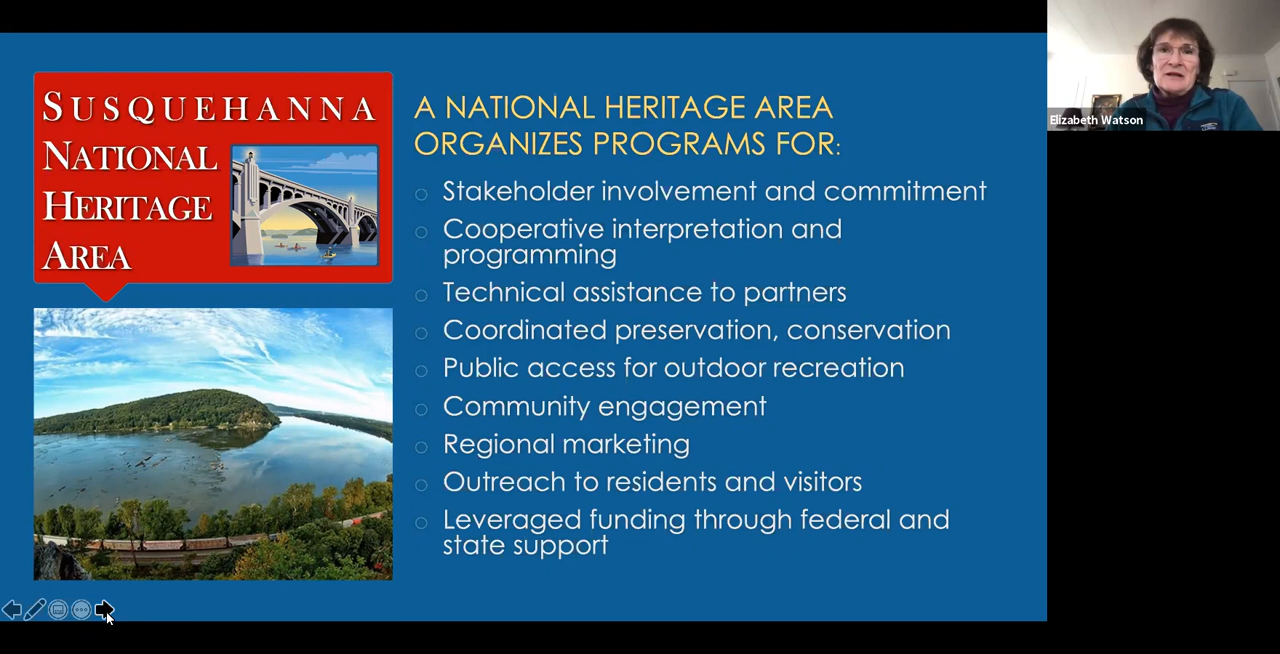 SUSQUEHANNA
NATIONAL
HERITAGE
AREA
A NATIONAL HERITAGE AREA
ORGANIZES PROGRAMS FOR:
Stakeholder involvement and commitment
Cooperative interpretation and
programming
Technical assistance to partners
Coordinated preservation, conservation
Public access for outdoor recreation
Community engagement
Regional marketing
Outreach to residents and visitors
Leveraged funding through federal and
state support
Elizabeth Watson